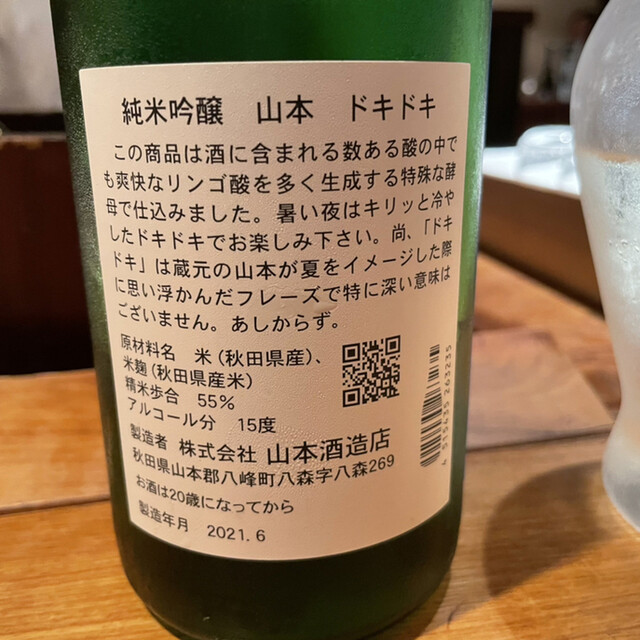 純米吟醸　山本　ドキドキ
この商品は酒に含まれる数ある酸の中で
も爽快なリンゴ酸を多く生成する特殊な酵
母で仕込みました。暑い夜はキリッと冷や
したドキドキでお楽しみ下さい。尚、「ドキ
ドキ」は蔵元の山本が夏をイメージした際
に思い浮かんだフレーズで特に深い意味は
ございません。あしからず。
原材料名　米（秋田県産）、
米麹（秋田県産米）
精米歩合　55％
アルコール分　15度
製造者　株式会社 山本酒造店
秋田県山本郡八峰町八森字八森269
お酒は20歳になってから
製造年月　2021. 6
4 513435 263235